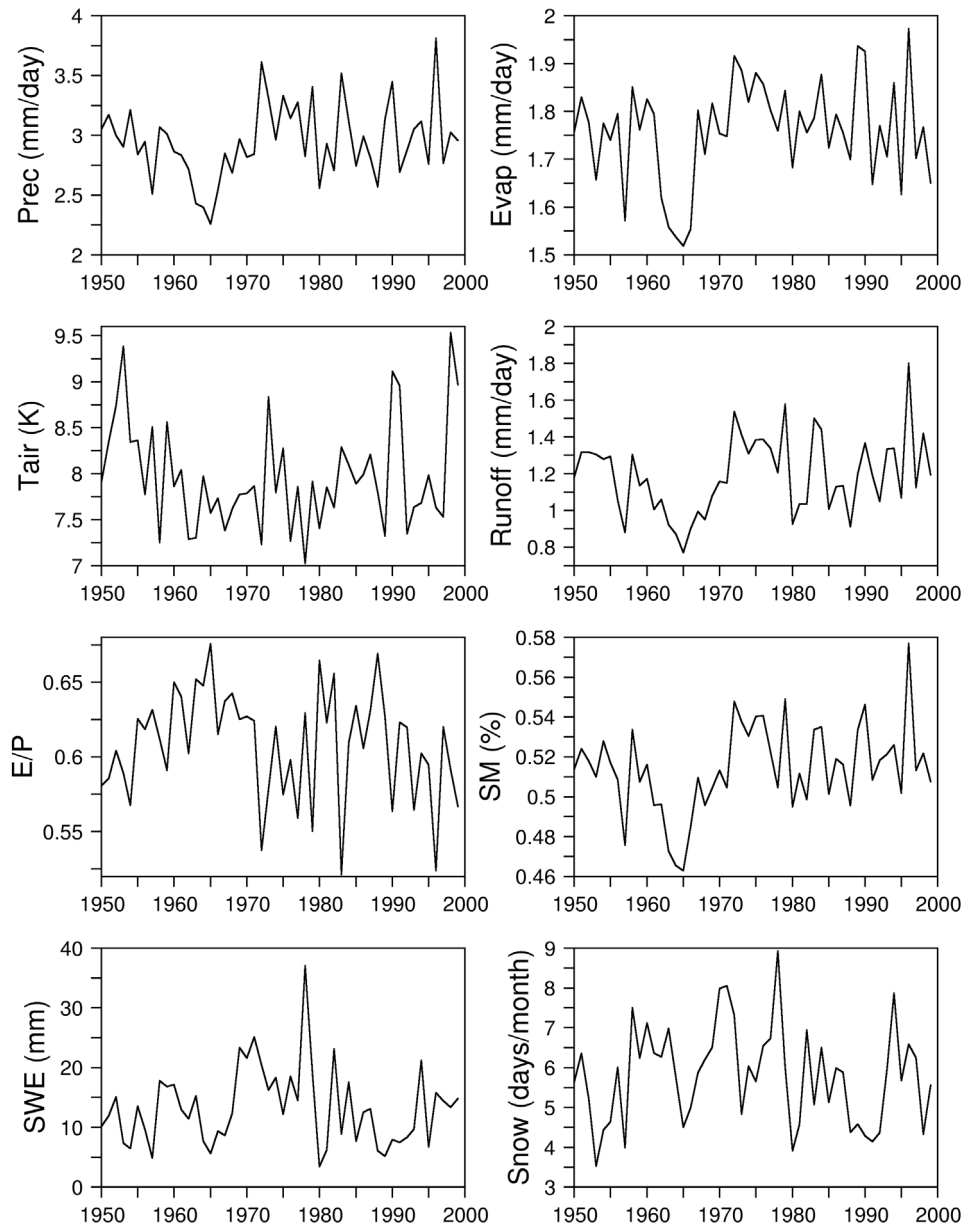 4
3.5
3
2.5
2
Prec (mm/day)
1950 1960 1970 1980 1990 2000
2
1.9
1.8
1.7
1.6
1.5
Evap (mm/day)
1950 1960 1970 1980 1990 2000
9.5
9
8.5
8
7.5
7
Tair (K)
1950 1960 1970 1980 1990 2000
2
1.8
1.6
1.4
1.2
1
0.8
Runoff (mm/day)
1950 1960 1970 1980 1990 2000
0.65
0.6
0.55
E/P
1950 1960 1970 1980 1990 2000
0.58
0.56
0.54
0.52
0.5
0.48
0.46
SM (%)
1950 1960 1970 1980 1990 2000
40
30
20
10
0
SWE (mm)
1950 1960 1970 1980 1990 2000
9
8
7
6
5
4
3
Snow (days/month)
1950 1960 1970 1980 1990 2000